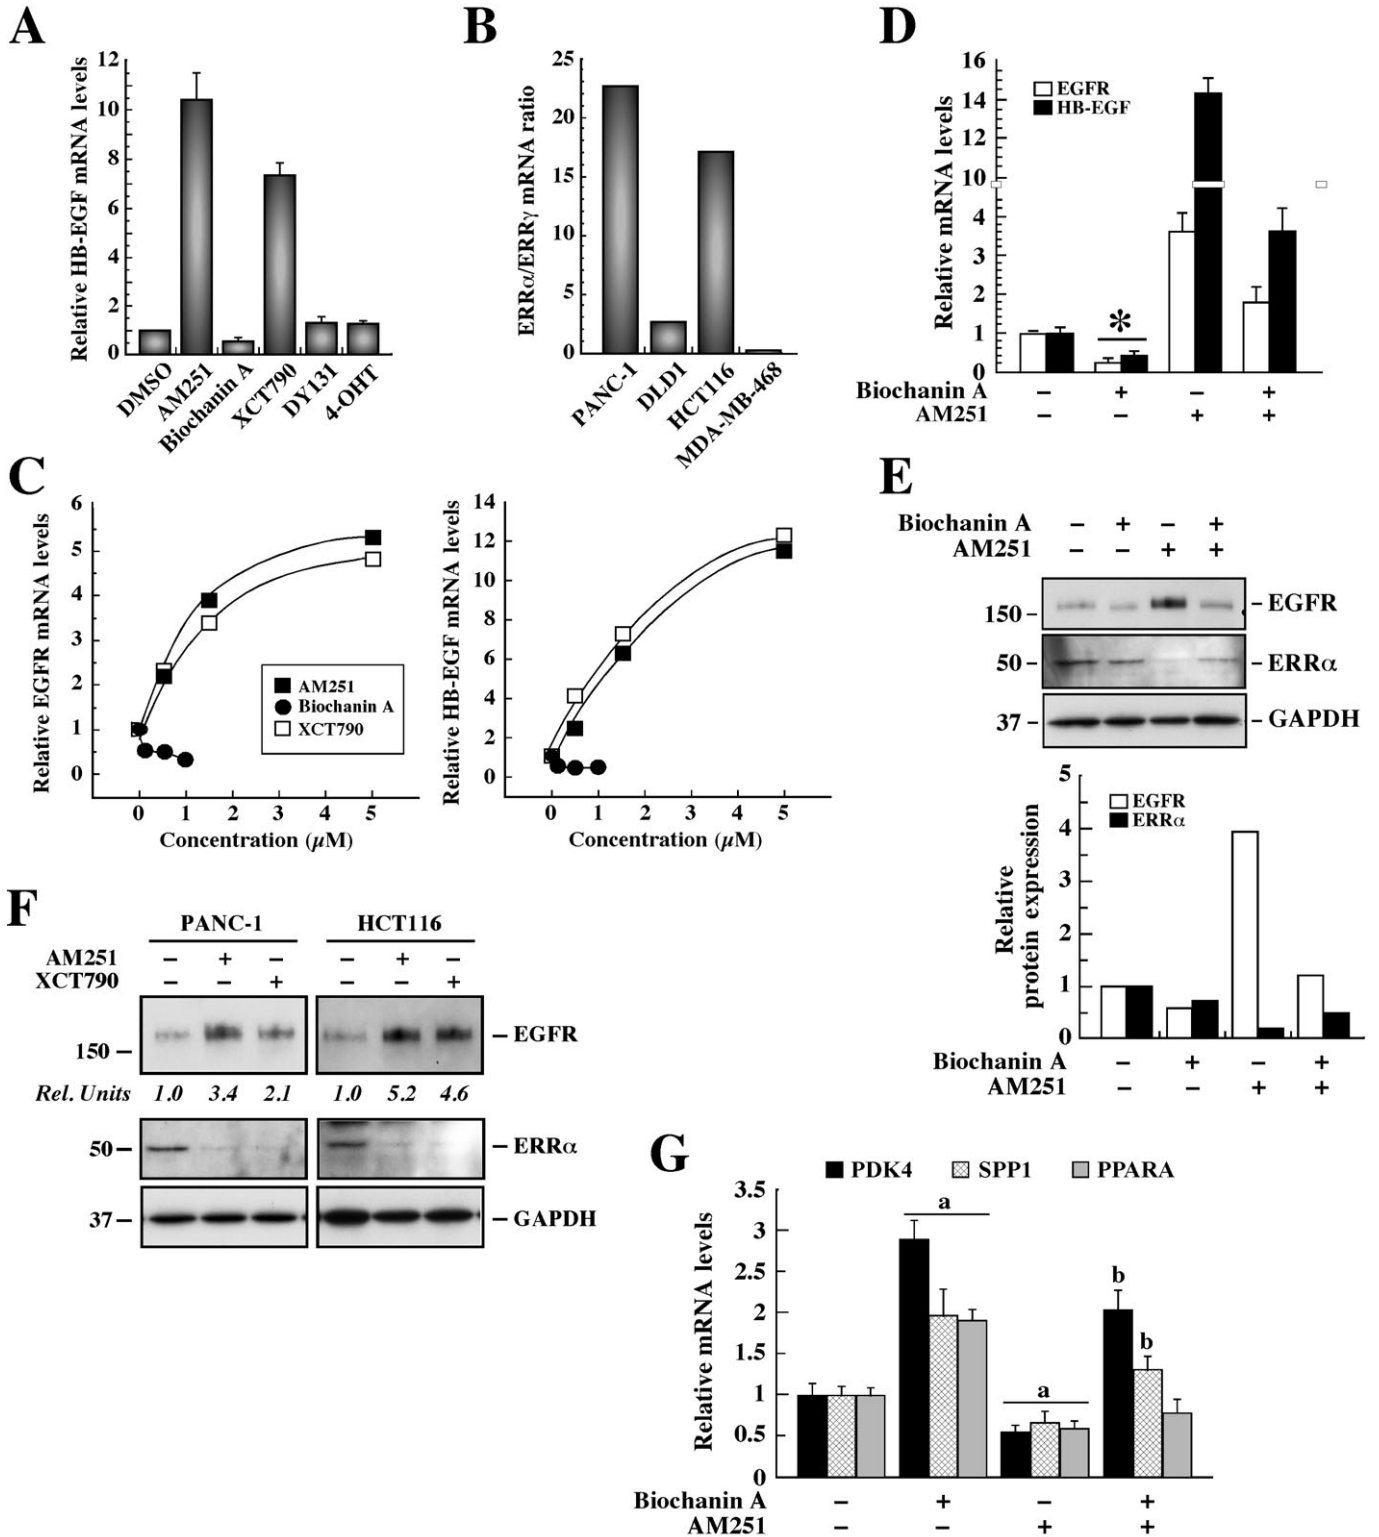 A
Relative HB-EGF mRNA levels
12
10
8
6
4
2
0
DMSO
AM251
Biochanin A
XCT790
DY131
4-OHT
B
ERRα/ERRγ mRNA ratio
25
20
15
10
5
0
PANC-1
DLD1
HCT116
MDA-MB-468
D
Relative mRNA levels
16
14
12
10
4
3
2
1
0
EGFR
HB-EGF
*
Biochanin A – + – +
AM251 – – + +
C
Relative EGFR mRNA levels
6
5
4
3
2
1
0
AM251
Biochanin A
XCT790
0 1 2 3 4 5
Concentration (µM)
Relative HB-EGF mRNA levels
14
12
10
8
6
4
2
0
0 1 2 3 4 5
Concentration (µM)
E
Biochanin A – + – +
AM251 – – + +
150 – – EGFR
50 – – ERRα
37 – – GAPDH
Relative
protein expression
5
4
3
2
1
0
EGFR
ERRα
Biochanin A – + – +
AM251 – – + +
F
PANC-1 HCT116
AM251 – + – – + –
XCT790 – – + – – +
150 – – EGFR
Rel. Units 1.0 3.4 2.1 1.0 5.2 4.6
50 – – ERRα
37 – – GAPDH
G
PDK4 SPP1 PPARA
Relative mRNA levels
3.5
3
2.5
2
1.5
1
0.5
0
a
a
b
b
Biochanin A – + – +
AM251 – – + +